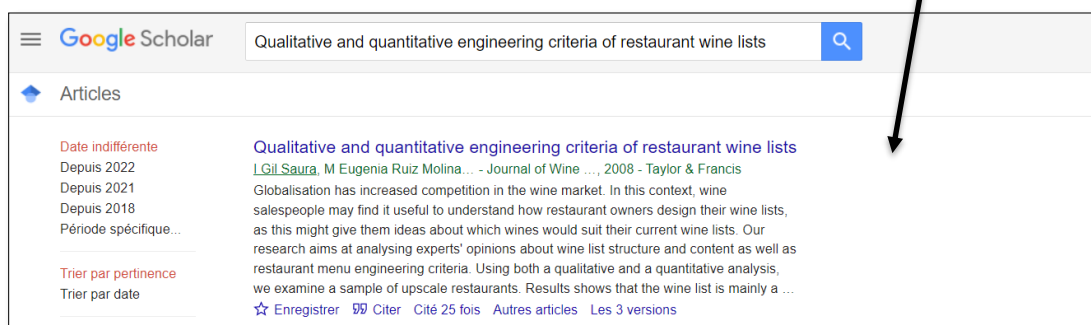 Google Scholar
Qualitative and quantitative engineering criteria of restaurant wine lists
Articles
Date indifférente
Depuis 2022
Depuis 2021
Depuis 2018
Période spécifique...
Trier par pertinence
Trier par date
Qualitative and quantitative engineering criteria of restaurant wine lists
I Gil Saura, M Eugenia Ruiz Molina... - Journal of Wine ..., 2008 - Taylor & Francis
Globalisation has increased competition in the wine market. In this context, wine
salespeople may find it useful to understand how restaurant owners design their wine lists,
as this might give them ideas about which wines would suit their current wine lists. Our
research aims at analysing experts' opinions about wine list structure and content as well as
restaurant menu engineering criteria. Using both a qualitative and a quantitative analysis,
we examine a sample of upscale restaurants. Results shows that the wine list is mainly a ...
Enregistrer Citer Cité 25 fois Autres articles Les 3 versions